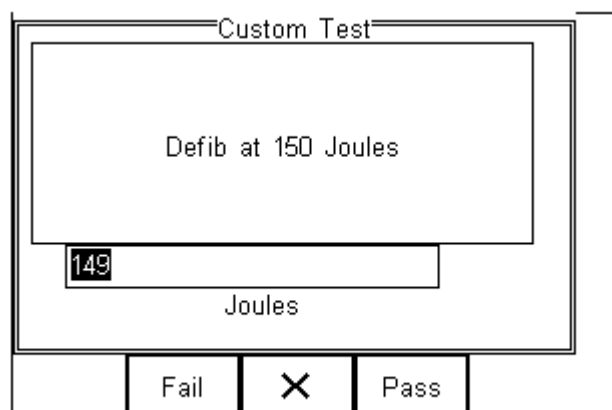 Custom Test
Defib at 150 Joules
149
Joules
Fail
Pass